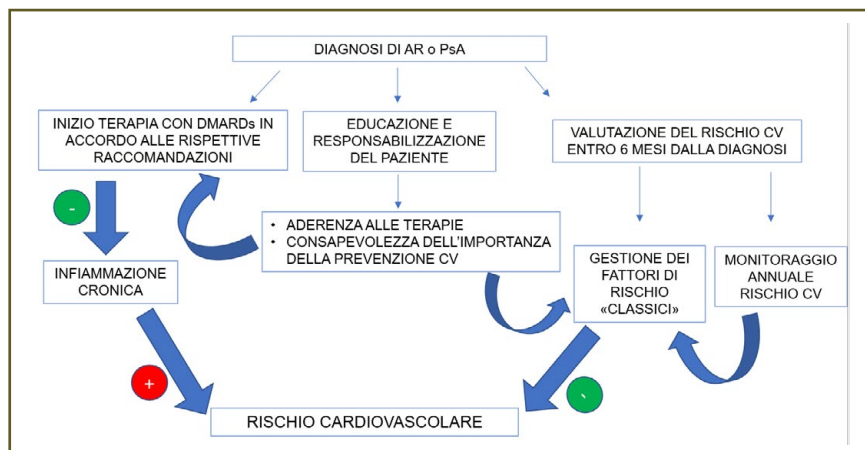 DIAGNOSI DI AR o PsA
INIZIO TERAPIA CON DMARDs IN
ACCORDO ALLE RISPETTIVE
RACCOMANDAZIONI
EDUCAZIONE E
RESPONSABILIZZAZIONE
DEL PAZIENTE
VALUTAZIONE DEL RISCHIO CV
ENTRO 6 MESI DALLA DIAGNOSI
-
• ADERENZA ALLE TERAPIE
• CONSAPEVOLEZZA DELL'IMPORTANZA
DELLA PREVENZIONE CV
INFIAMMAZIONE
CRONICA
GESTIONE DEI
FATTORI DI
RISCHIO
«CLASSICI»
MONITORAGGIO
ANNUALE
RISCHIO CV
+
-
RISCHIO CARDIOVASCOLARE